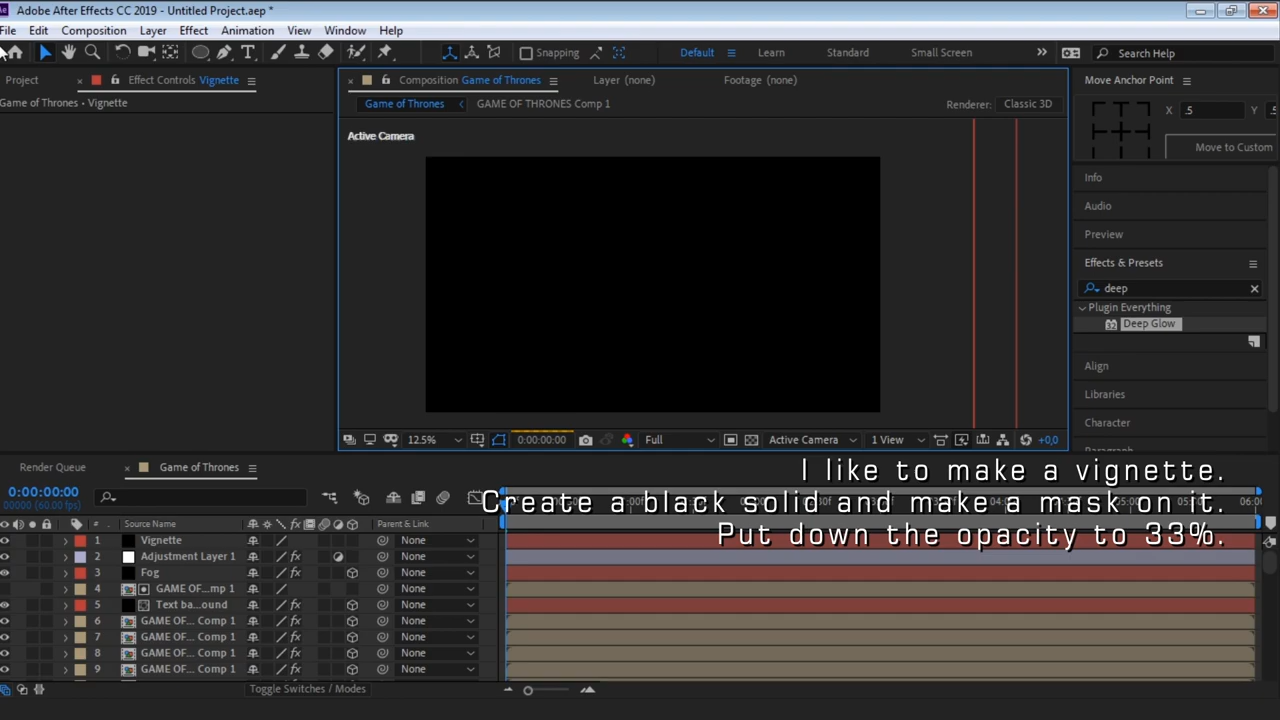 Adobe After Effects CC 2019 - Untitled Project.aep *
File Edit Composition Layer Effect Animation View Window Help
Snapping Default Learn Standard Small Screen Search Help
Project Effect Controls Vignette Composition Game of Thrones Layer (none) Footage (none) Move Anchor Point
Game of Thrones • Vignette
Game of Thrones GAME OF THRONES Comp 1 Renderer: Classic 3D
X .5 Y
Active Camera
Move to Custom
Info
Audio
Preview
Effects & Presets
deep
Plugin Everything
Deep Glow
Align
Libraries
Character
Paragraph
12.5% 0:00:00:00 Full Active Camera 1 View +0,0
Render Queue Game of Thrones
I like to make a vignette.
0:00:00:00
00000 (60.00 fps)
Create a black solid and make a mask on it.
Put down the opacity to 33%.
# Source Name Parent & Link
1 Vignette None
2 Adjustment Layer 1 None
3 Fog None
4 GAME OF...mp 1 None
5 Text ba...ound None
6 GAME OF... Comp 1 None
7 GAME OF... Comp 1 None
8 GAME OF... Comp 1 None
9 GAME OF... Comp 1 None
Toggle Switches / Modes